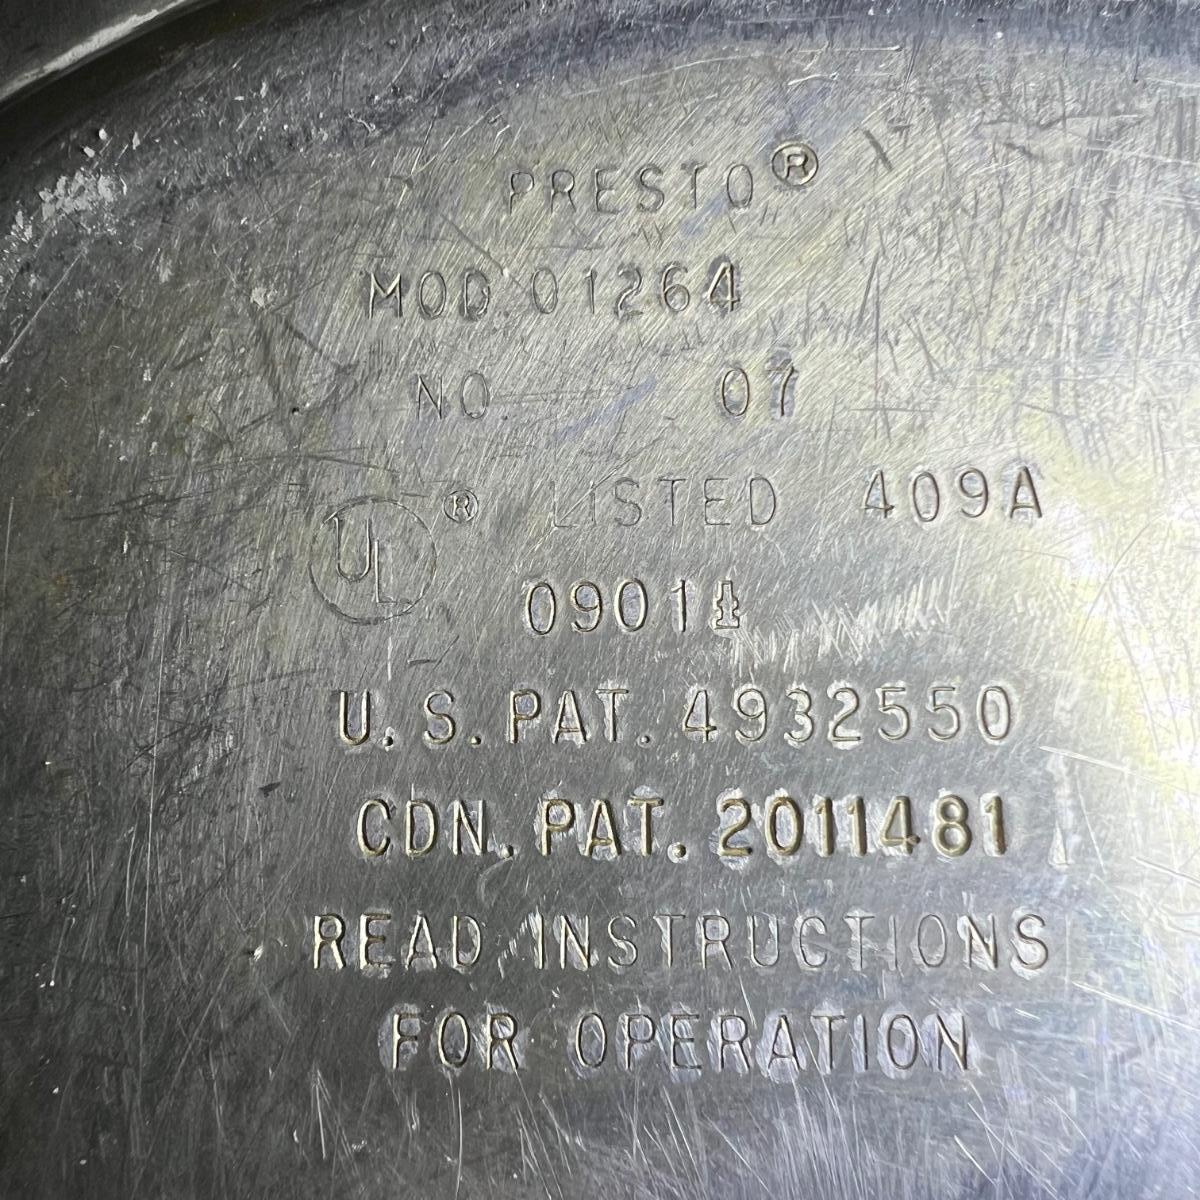 PRESTO®
MOD. 01264
NO. 07
UL® LISTED 409A
0901
U.S. PAT. 4932550
CDN. PAT. 2011481
READ INSTRUCTIONS
FOR OPERATION